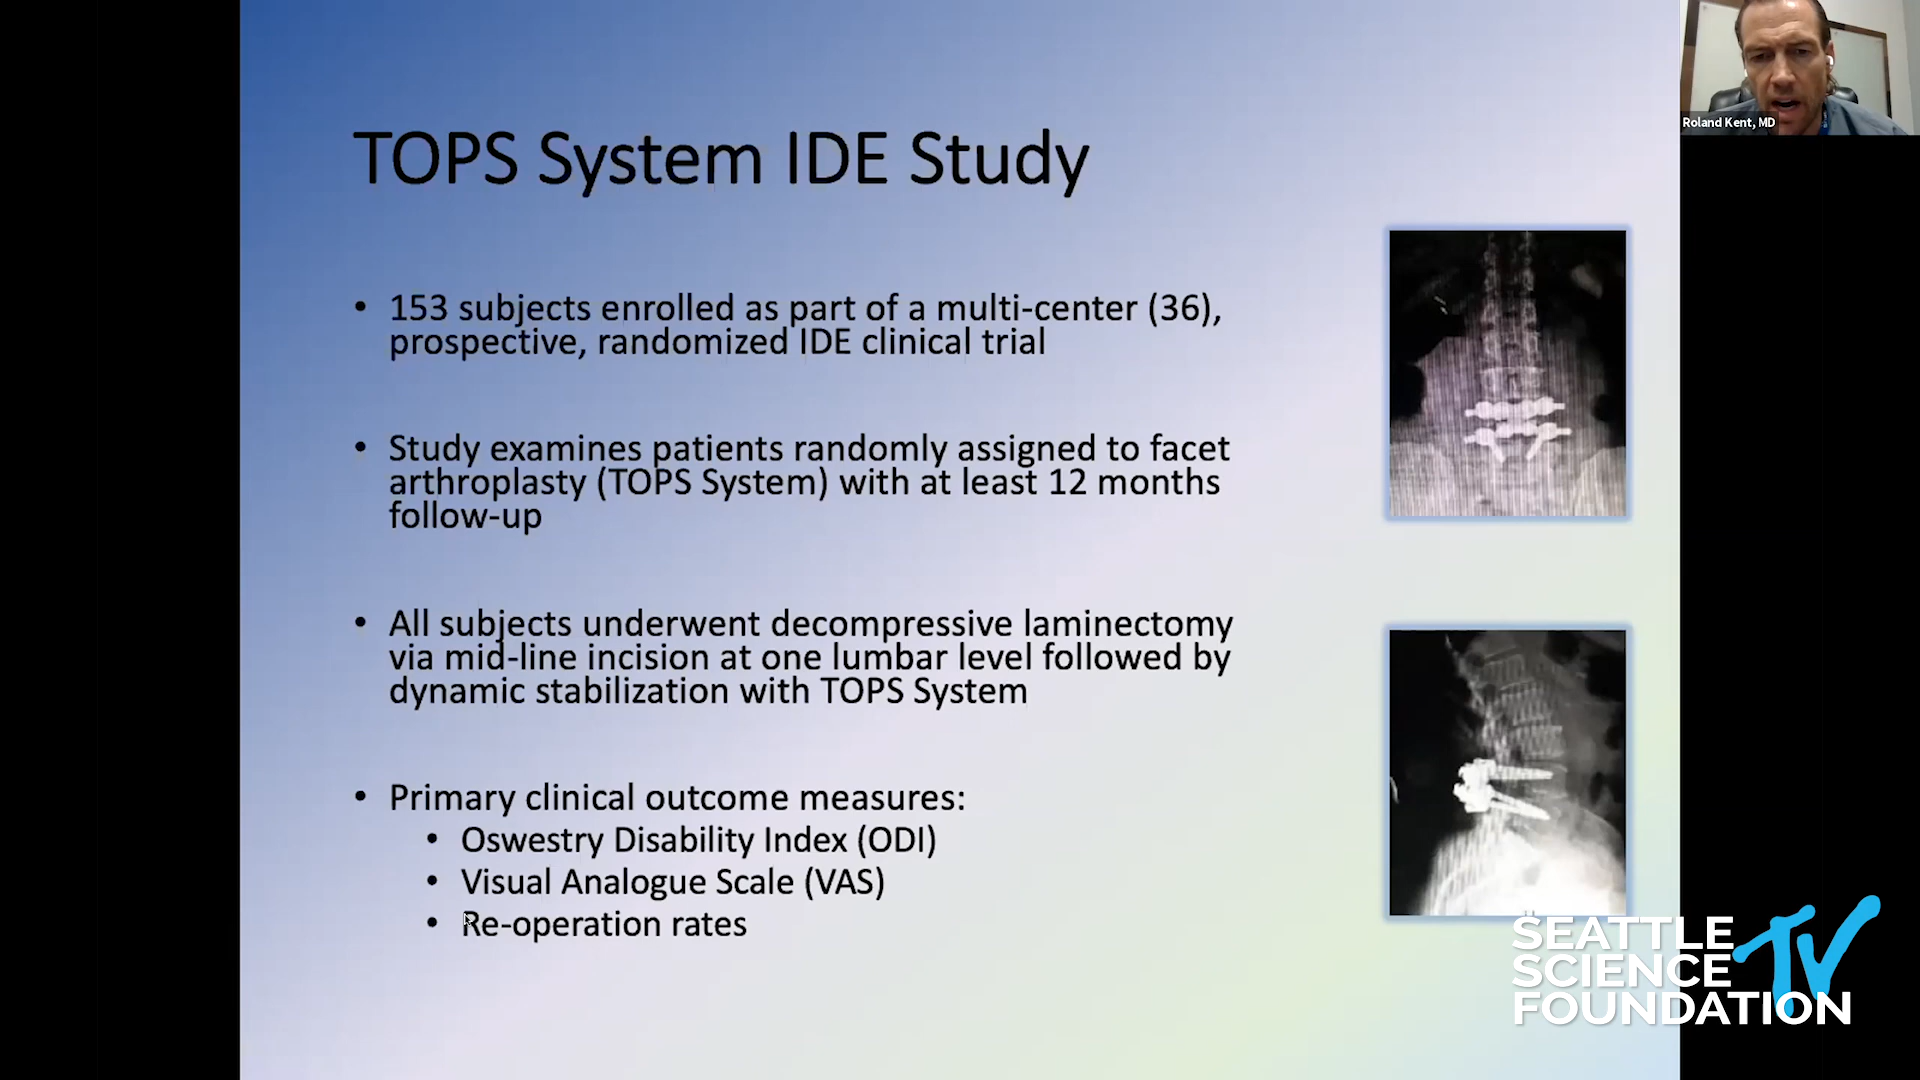 TOPS System IDE Study
• 153 subjects enrolled as part of a multi-center (36),
prospective, randomized IDE clinical trial
• Study examines patients randomly assigned to facet
arthroplasty (TOPS System) with at least 12 months
follow-up
• All subjects underwent decompressive laminectomy
via mid-line incision at one lumbar level followed by
dynamic stabilization with TOPS System
• Primary clinical outcome measures:
• Oswestry Disability Index (ODI)
• Visual Analogue Scale (VAS)
• Re-operation rates
Roland Kent, MD
SEATTLE
SCIENCE
FOUNDATION
TV